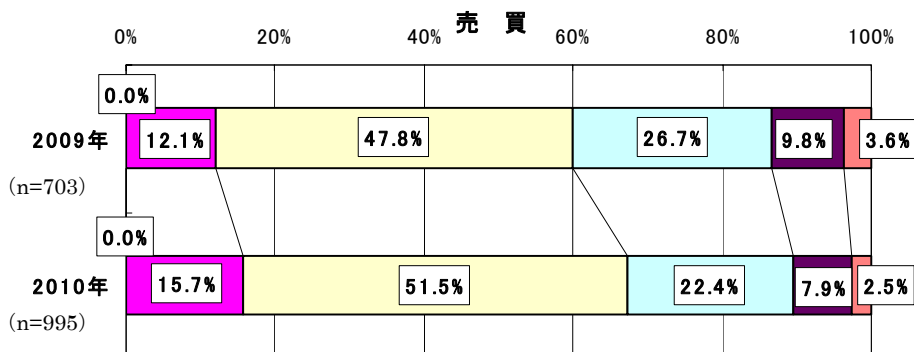 売　買
0% 20% 40% 60% 80% 100%
0.0%
2009年 12.1% 47.8% 26.7% 9.8% 3.6%
(n=703)
0.0%
2010年 15.7% 51.5% 22.4% 7.9% 2.5%
(n=995)